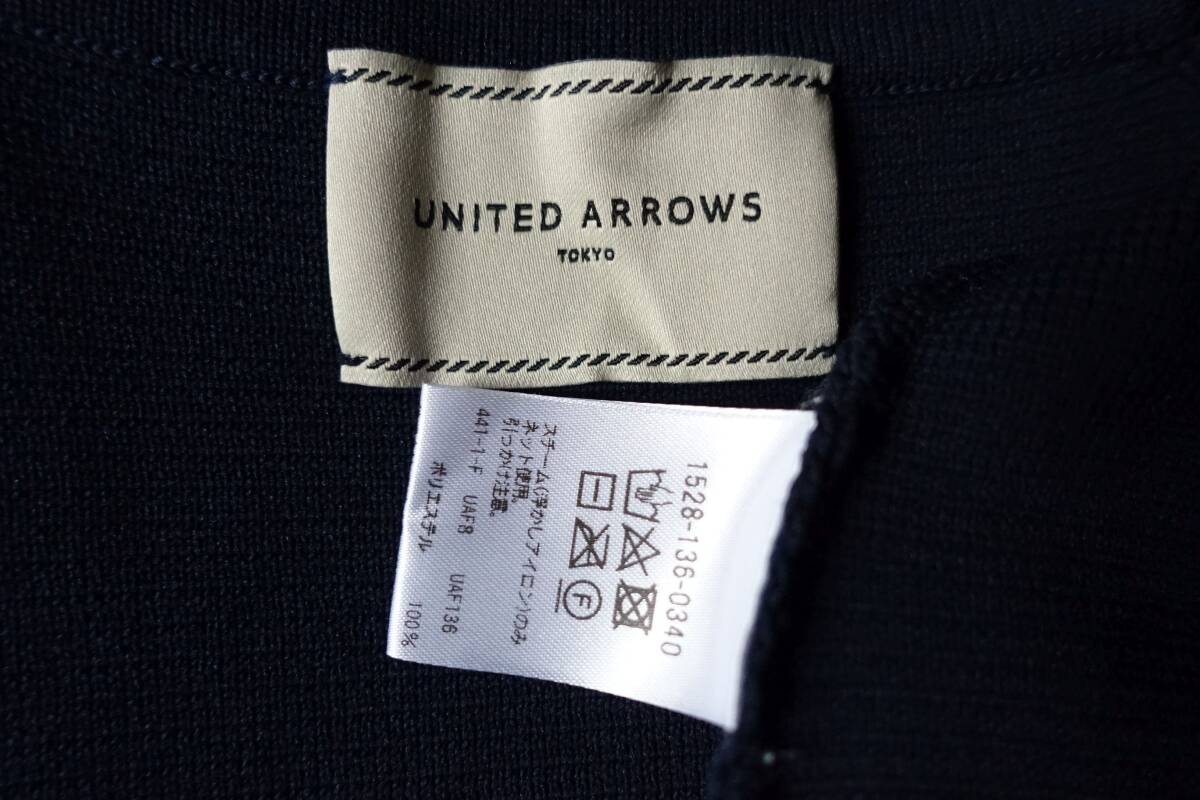 UNITED ARROWS
TOKYO
1528-136-0340
F
スチーム(浮かしアイロン)のみ
ネット使用。
引っかけ注意。
441-1-F UAF8 UAF136
ポリエステル 100%